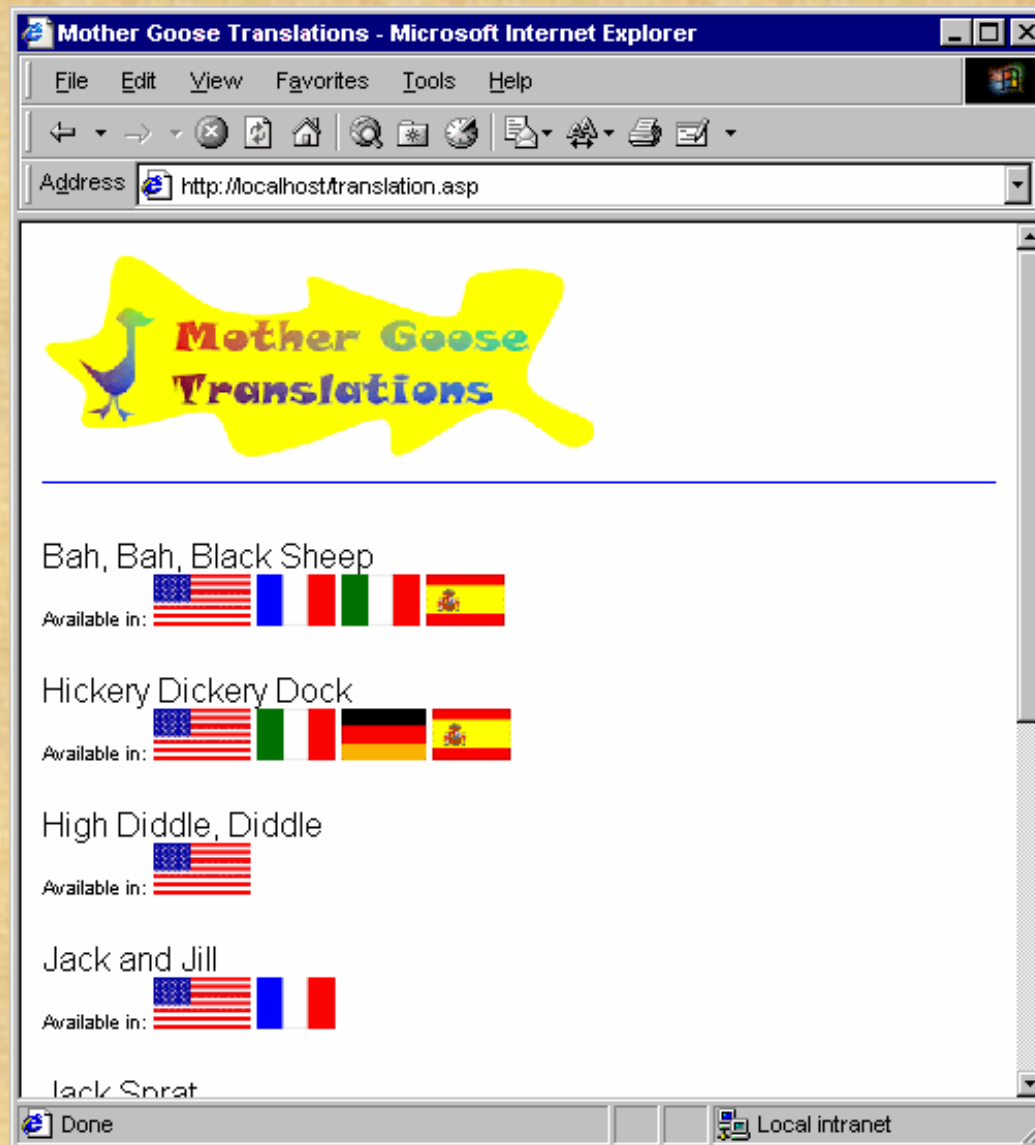 Mother Goose Translations - Microsoft Internet Explorer
File Edit View Favorites Tools Help
Address http://localhost/translation.asp
Mother Goose
Translations
Bah, Bah, Black Sheep
Available in:
Hickery Dickery Dock
Available in:
High Diddle, Diddle
Available in:
Jack and Jill
Available in:
Jack Sprat
Done Local intranet